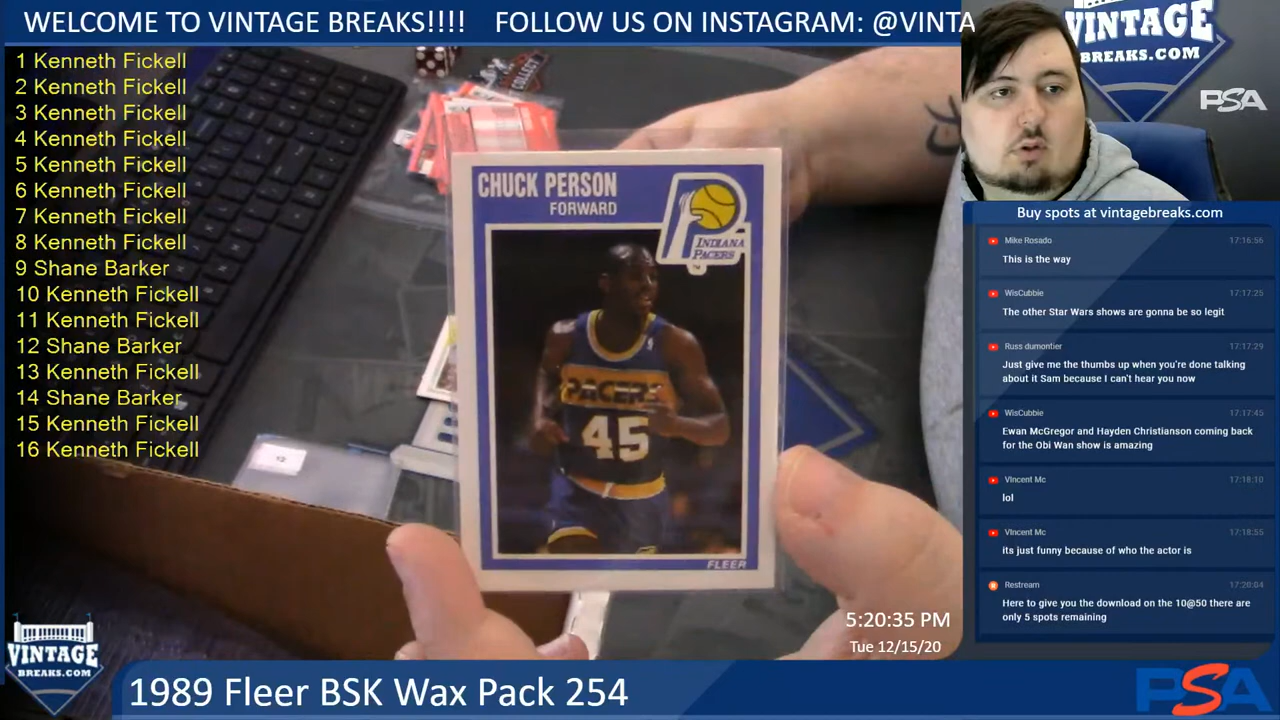 WELCOME TO VINTAGE BREAKS!!!! FOLLOW US ON INSTAGRAM: @VINTA
1 Kenneth Fickell
2 Kenneth Fickell
3 Kenneth Fickell
4 Kenneth Fickell
5 Kenneth Fickell
6 Kenneth Fickell
7 Kenneth Fickell
8 Kenneth Fickell
9 Shane Barker
10 Kenneth Fickell
11 Kenneth Fickell
12 Shane Barker
13 Kenneth Fickell
14 Shane Barker
15 Kenneth Fickell
16 Kenneth Fickell
CHUCK PERSON
FORWARD
INDIANA
PACERS
PACERS
45
FLEER
VINTAGE
BREAKS.COM
PSA
Buy spots at vintagebreaks.com
Mike Rosado 17:16:56
This is the way
WisCubbie 17:17:25
The other Star Wars shows are gonna be so legit
Russ dumontier 17:17:29
Just give me the thumbs up when you're done talking
about it Sam because I can't hear you now
WisCubbie 17:17:45
Ewan McGregor and Hayden Christianson coming back
for the Obi Wan show is amazing
VIncent Mc 17:18:10
lol
VIncent Mc 17:18:55
its just funny because of who the actor is
Restream 17:20:04
Here to give you the download on the 10@50 there are
only 5 spots remaining
5:20:35 PM
Tue 12/15/20
VINTAGE
BREAKS.COM
1989 Fleer BSK Wax Pack 254
PSA